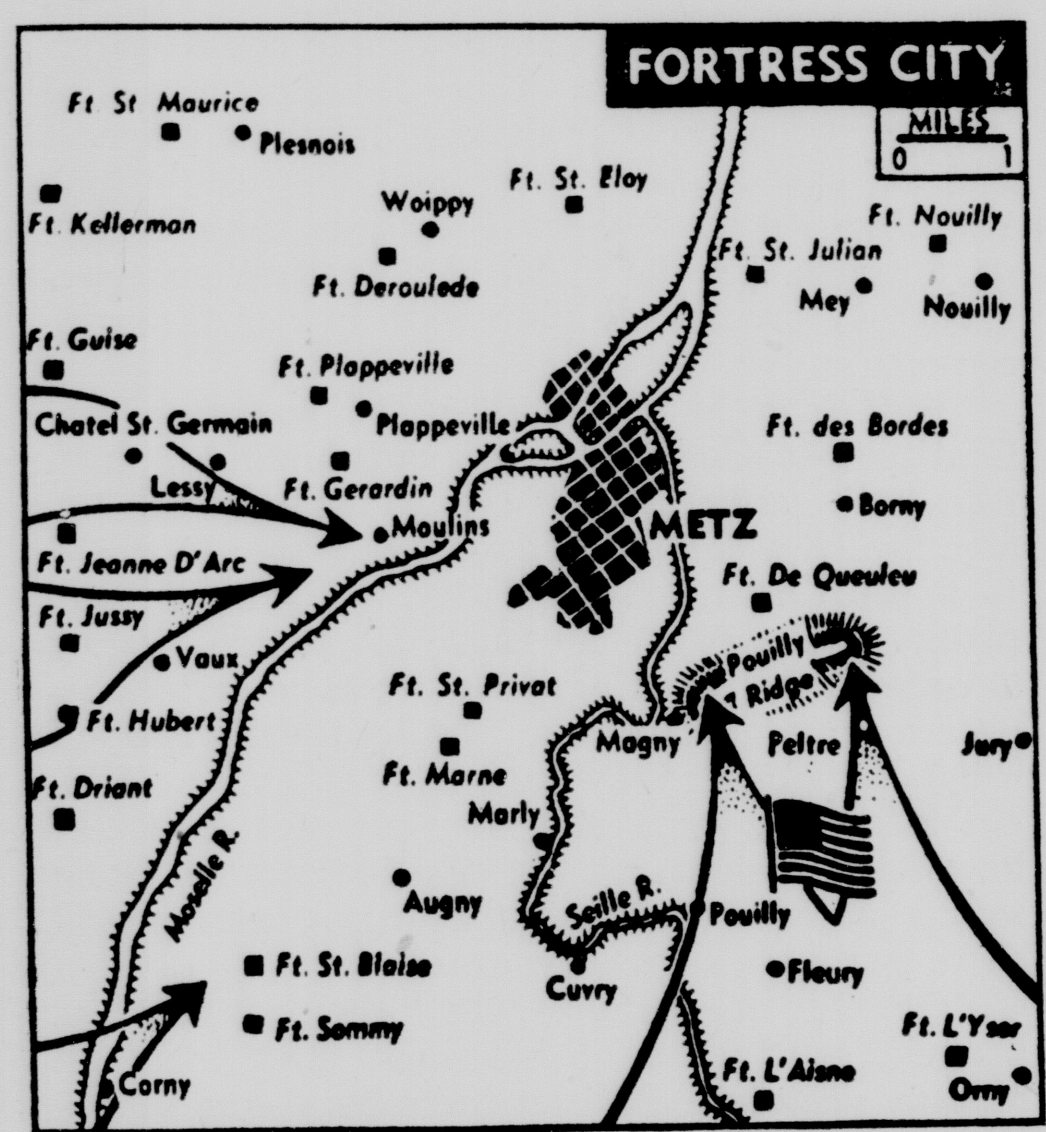 FORTRESS CITY
MILES
0 1
Ft. St Maurice
Plesnois
Ft. Kellerman
Woippy
Ft. St. Eloy
Ft. Deroulede
Ft. Nouilly
Ft. St. Julian
Mey
Nouilly
Ft. Guise
Ft. Plappeville
Chatel St. Germain
Plappeville
Ft. des Bordes
Lessy
Ft. Gerardin
Borny
Moulins
METZ
Ft. Jeanne D'Arc
Ft. De Queuleu
Ft. Jussy
Vaux
Pouilly
Ridge
Ft. St. Privat
Ft. Hubert
Magny
Peltre
Jury
Ft. Marne
Ft. Driant
Marly
Moselle R.
Augny
Seille R.
Pouilly
Ft. St. Blaise
Cuvry
Fleury
Ft. Sommy
Ft. L'Yser
Ft. L'Aisne
Orny
Corny